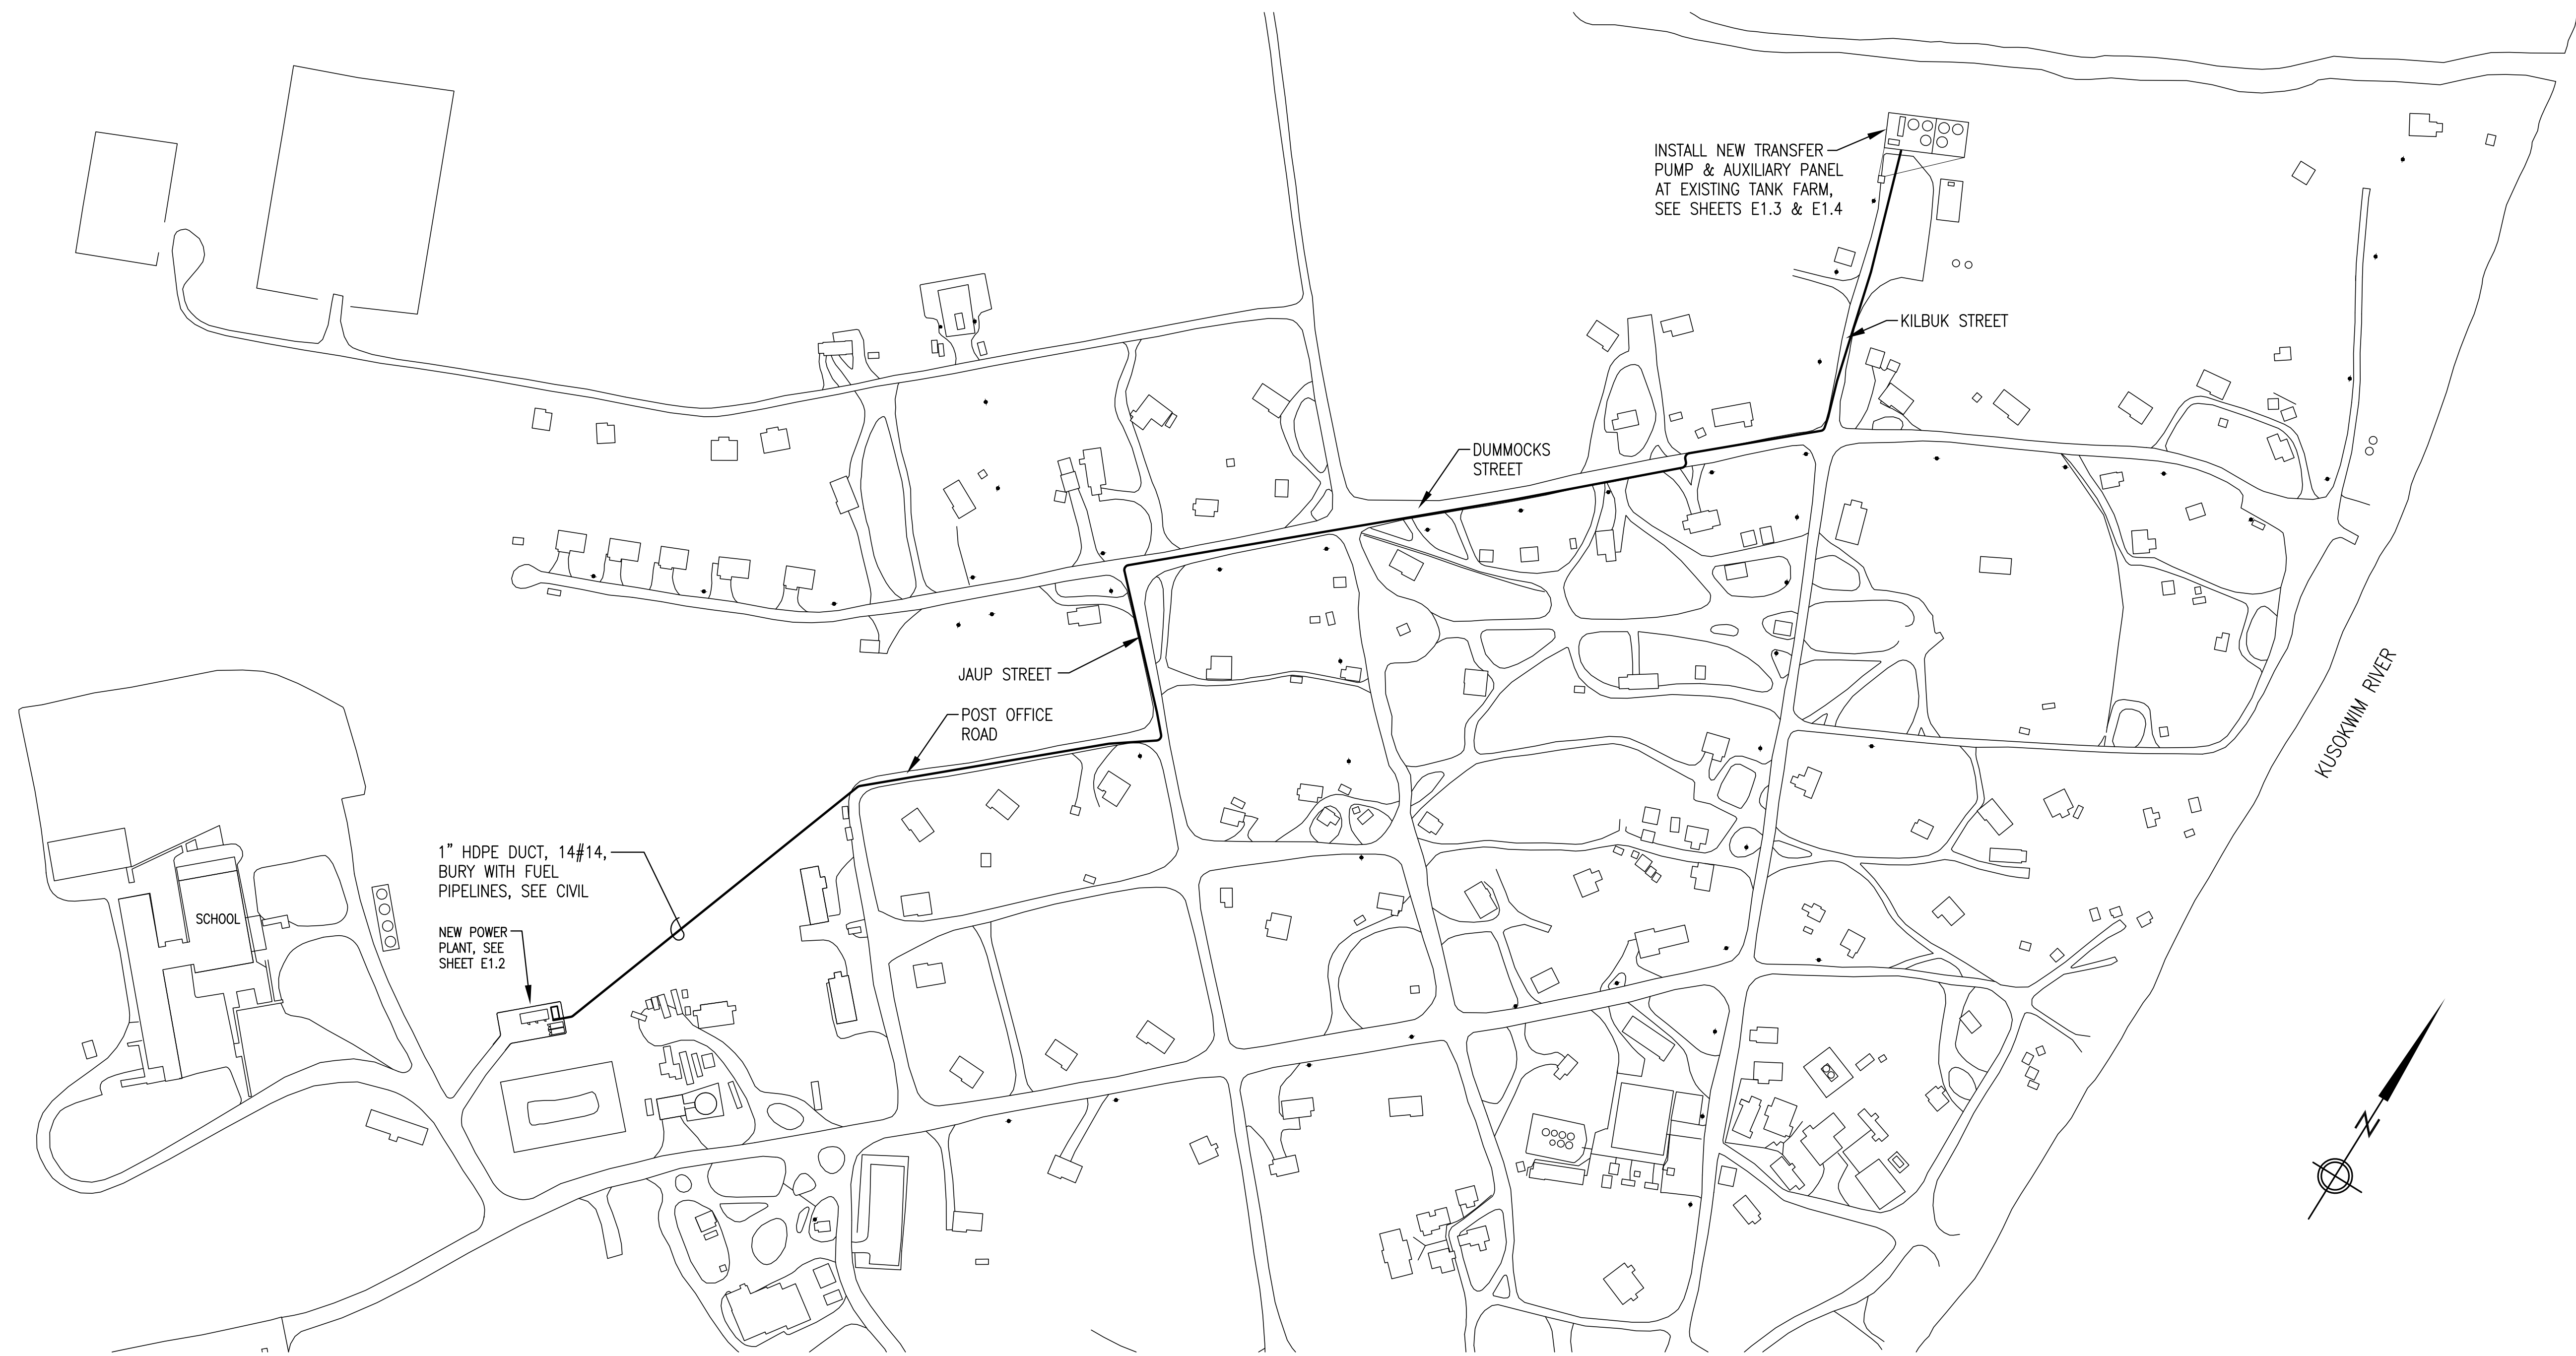 INSTALL NEW TRANSFER
PUMP & AUXILIARY PANEL
AT EXISTING TANK FARM,
SEE SHEETS E1.3 & E1.4
KILBUK STREET
DUMMOCKS
STREET
JAUP STREET
POST OFFICE
ROAD
KUSOKWIM RIVER
1" HDPE DUCT, 14#14,
BURY WITH FUEL
PIPELINES, SEE CIVIL
SCHOOL
NEW POWER
PLANT, SEE
SHEET E1.2
N